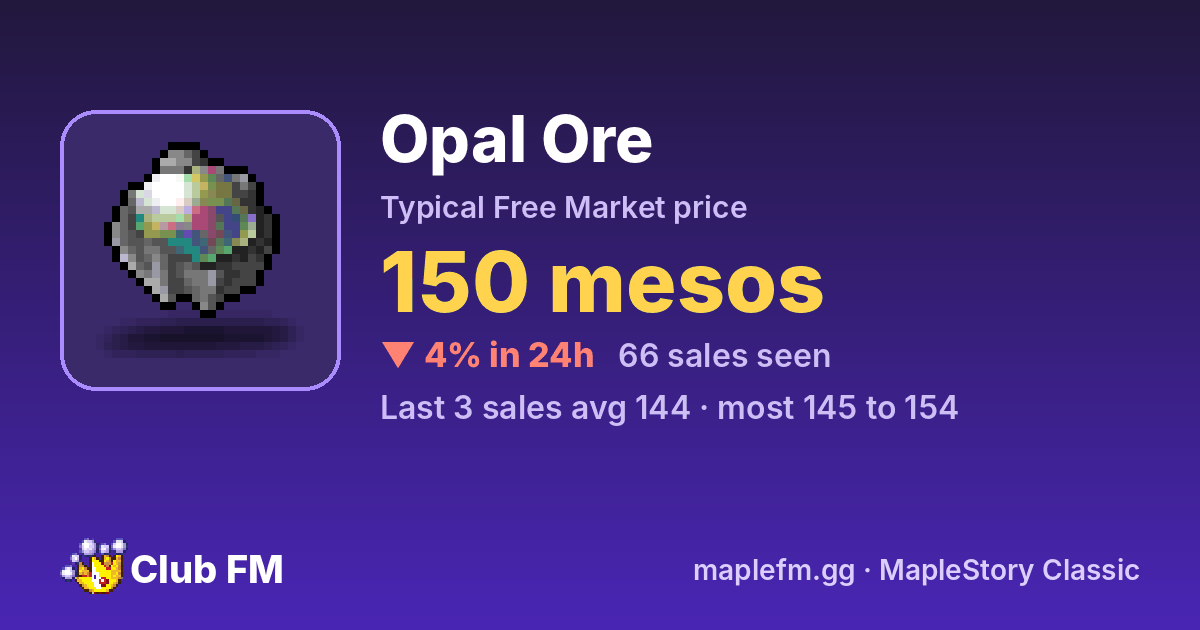 Opal Ore
Typical Free Market price
150 mesos
▼ 4% in 24h 66 sales seen
Last 3 sales avg 144 · most 145 to 154
Club FM
maplefm.gg · MapleStory Classic